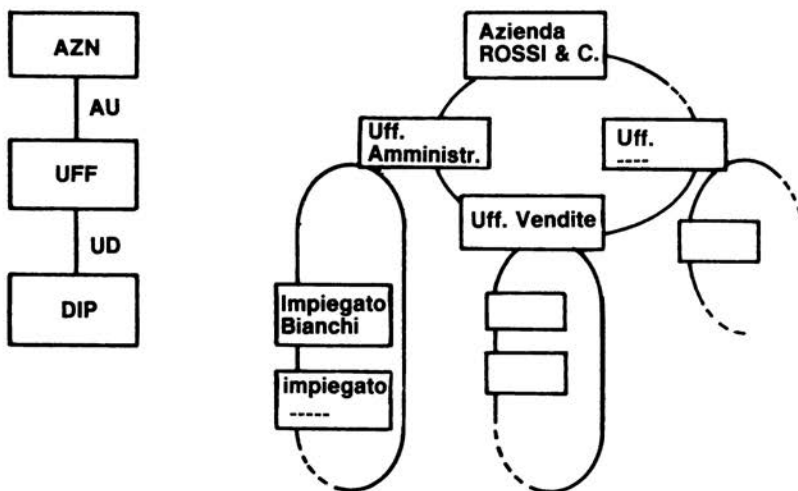 AZN
AU
UFF
UD
DIP
Azienda
ROSSI & C.
Uff.
Amministr.
Uff.
----
Uff. Vendite
Impiegato
Bianchi
impiegato
-----